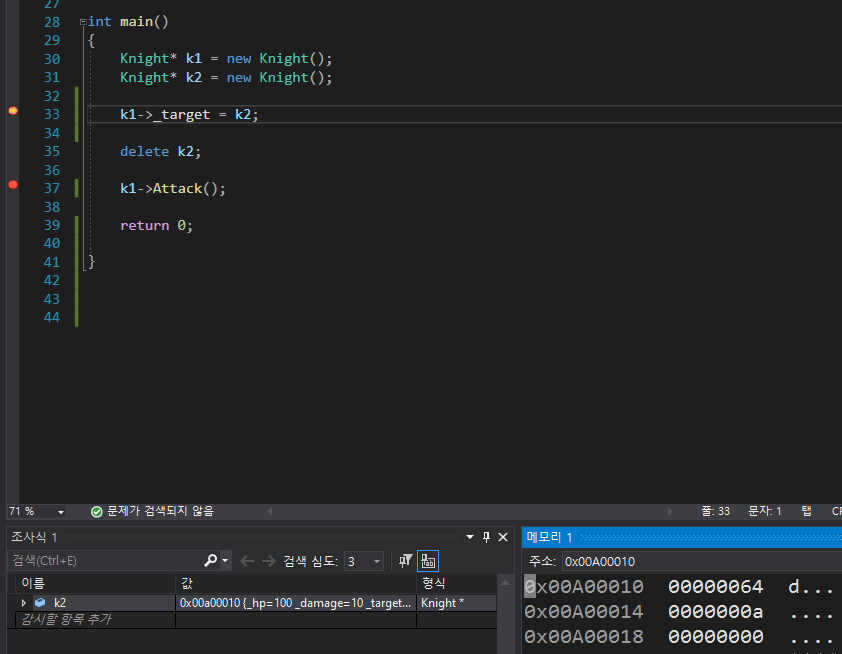 27
28 int main()
29 {
30 Knight* k1 = new Knight();
31 Knight* k2 = new Knight();
32
33 k1->_target = k2;
34
35 delete k2;
36
37 k1->Attack();
38
39 return 0;
40
41 }
42
43
44
71 % 문제가 검색되지 않음 줄: 33 문자: 1 탭
조사식 1
검색(Ctrl+E) 검색 심도: 3
이름 값 형식
k2 0x00a00010 {_hp=100 _damage=10 _target... Knight *
감시할 항목 추가
메모리 1
주소: 0x00A00010
0x00A00010 00000064 d...
0x00A00014 0000000a ....
0x00A00018 00000000 ....